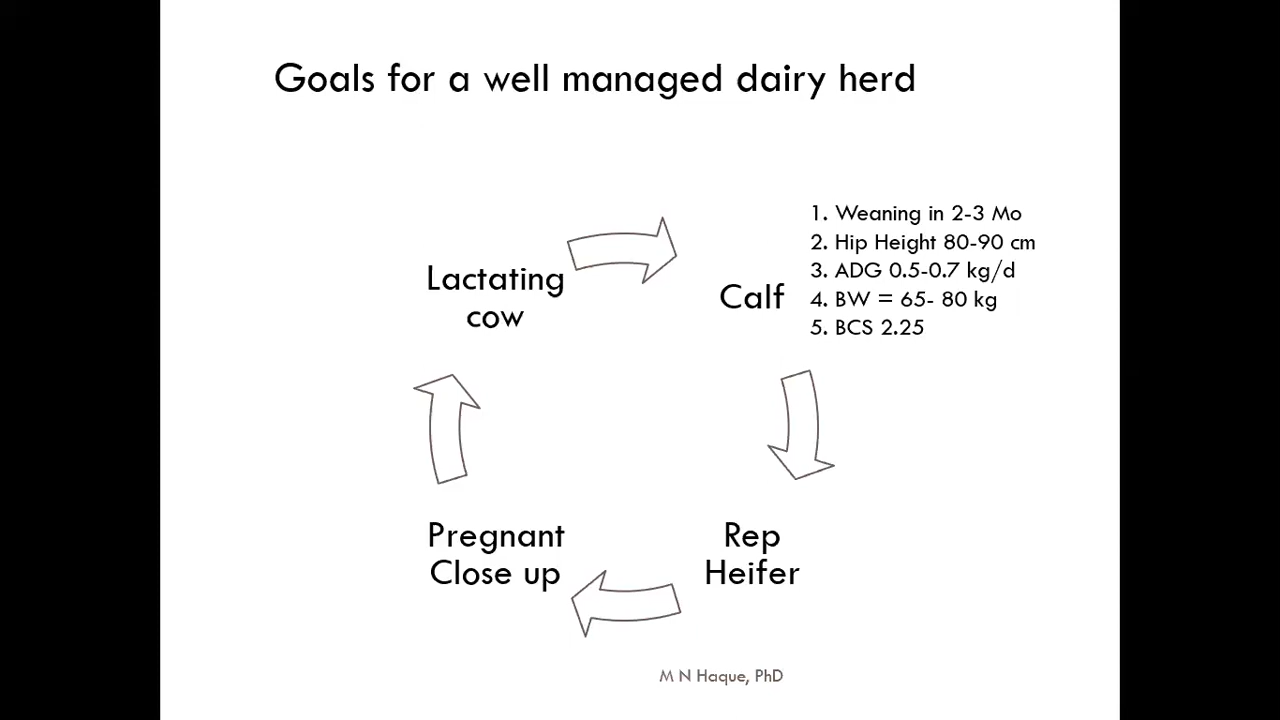 Goals for a well managed dairy herd
Lactating
cow
Calf
1. Weaning in 2-3 Mo
2. Hip Height 80-90 cm
3. ADG 0.5-0.7 kg/d
4. BW = 65- 80 kg
5. BCS 2.25
Rep
Heifer
Pregnant
Close up
M N Haque, PhD